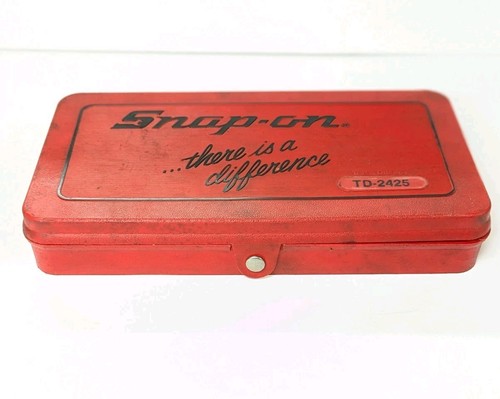 Snap-on®
...there is a
difference
TD-2425